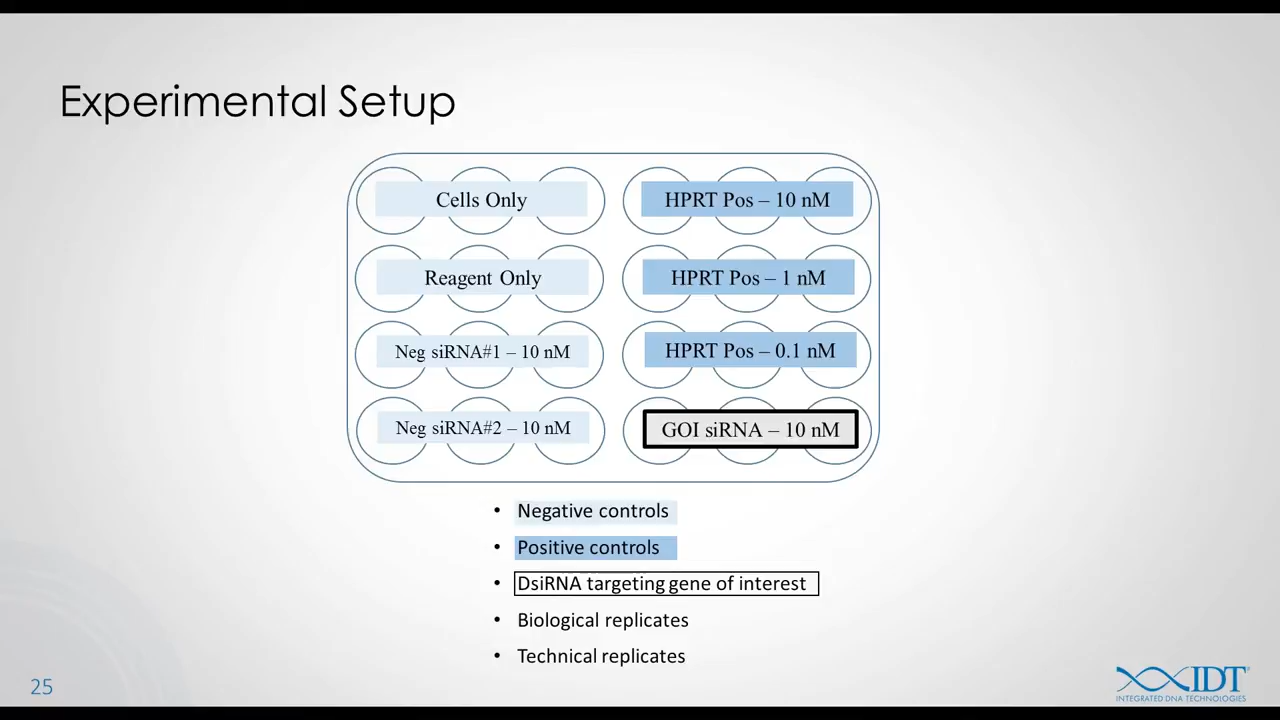 Experimental Setup
Cells Only
HPRT Pos – 10 nM
Reagent Only
HPRT Pos – 1 nM
Neg siRNA#1 – 10 nM
HPRT Pos – 0.1 nM
Neg siRNA#2 – 10 nM
GOI siRNA – 10 nM
• Negative controls
• Positive controls
• DsiRNA targeting gene of interest
• Biological replicates
• Technical replicates
25
IDT®
INTEGRATED DNA TECHNOLOGIES